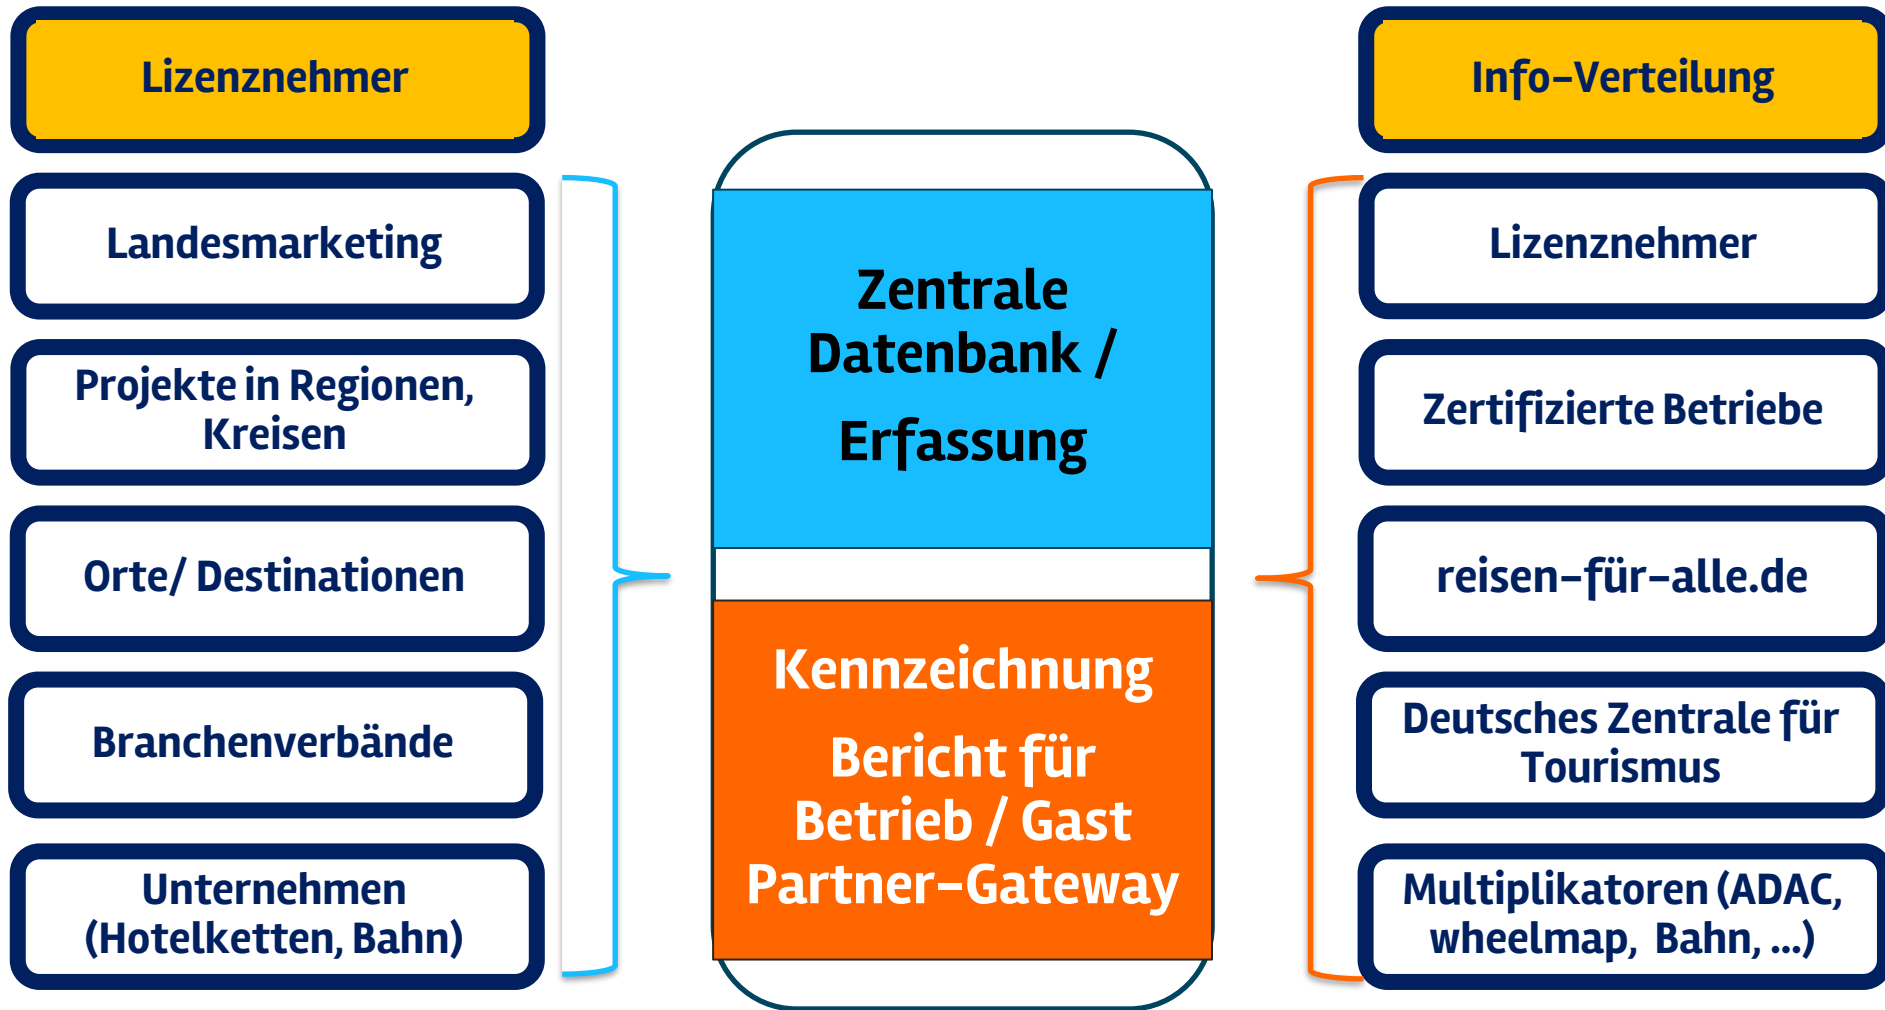 Lizenznehmer
Landesmarketing
Projekte in Regionen,
Kreisen
Orte/ Destinationen
Branchenverbände
Unternehmen
(Hotelketten, Bahn)
Zentrale
Datenbank /
Erfassung
Kennzeichnung
Bericht für
Betrieb / Gast
Partner-Gateway
Info-Verteilung
Lizenznehmer
Zertifizierte Betriebe
reisen-für-alle.de
Deutsches Zentrale für
Tourismus
Multiplikatoren (ADAC,
wheelmap, Bahn, ...)